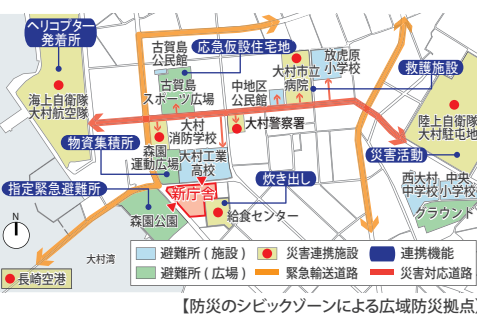 ヘリコプター
発着所
古賀島
公民館
応急仮設住宅地
放虎原
小学校
古賀島
スポーツ広場
大村市立
病院
救護施設
海上自衛隊
大村航空隊
中地区
公民館
大村
消防学校
大村警察署
陸上自衛隊
大村駐屯地
物資集積所
森園
運動広場
大村工業
高校
災害活動
指定緊急避難所
新庁舎
炊き出し
西大村
中学校
中央
小学校
グラウンド
森園公園
給食センター
N
大村湾
長崎空港
避難所(施設)
災害連携施設
連携機能
避難所(広場)
緊急輸送道路
災害対応道路
【防災のシビックゾーンによる広域防災拠点】